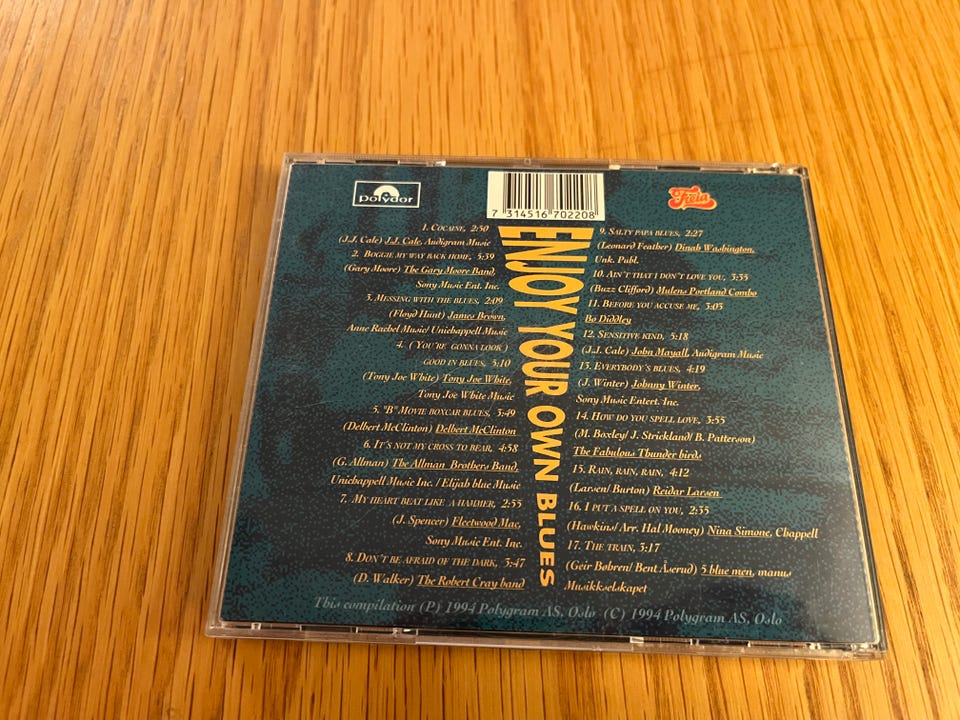 Polydor
7 314516 702208
Freia
ENJOY YOUR OWN BLUES
1. COCAINE, 2:50
(J.J. Cale) J.J. Cale, Audigram Music
2. BOGGIE MY WAY BACK HOME, 5:39
(Gary Moore) The Gary Moore Band,
Sony Music Ent. Inc.
3. MESSING WITH THE BLUES, 2:09
(Floyd Hunt) James Brown,
Anne Rachel Music/ Unichappell Music
4. (YOU'RE GONNA LOOK)
GOOD IN BLUES, 5:10
(Tony Joe White) Tony Joe White,
Tony Joe White Music
5. "B" MOVIE BOXCAR BLUES, 3:49
(Delbert McClinton) Delbert McClinton
6. IT'S NOT MY CROSS TO BEAR, 4:58
(G. Allman) The Allman Brothers Band,
Unichappell Music Inc. / Elijah blue Music
7. MY HEART BEAT LIKE A HAMMER, 2:55
(J. Spencer) Fleetwood Mac,
Sony Music Ent. Inc.
8. DON'T BE AFRAID OF THE DARK, 3:47
(D. Walker) The Robert Cray band
9. SALTY PAPA BLUES, 2:27
(Leonard Feather) Dinah Washington,
Unk. Publ.
10. AIN'T THAT I DON'T LOVE YOU, 3:35
(Buzz Clifford) Mulens Portland Combo
11. BEFORE YOU ACCUSE ME, 3:03
Bo Diddley
12. SENSITIVE KIND, 5:18
(J.J. Cale) John Mayall, Audigram Music
13. EVERYBODY'S BLUES, 4:19
(J. Winter) Johnny Winter,
Sony Music Entert. Inc.
14. HOW DO YOU SPELL LOVE, 3:55
(M. Boxley/ J. Strickland/ B. Patterson)
The Fabulous Thunder birds
15. RAIN, RAIN, RAIN, 4:12
(Larsen/ Burton) Reidar Larsen
16. I PUT A SPELL ON YOU, 2:35
(Hawkins/ Arr. Hal Mooney) Nina Simone, Chappell
17. THE TRAIN, 3:17
(Geir Bøhren/ Bent Åserud) 5 blue men, manus
Musikkselskapet
This compilation (P) 1994 Polygram AS, Oslo (C) 1994 Polygram AS, Oslo